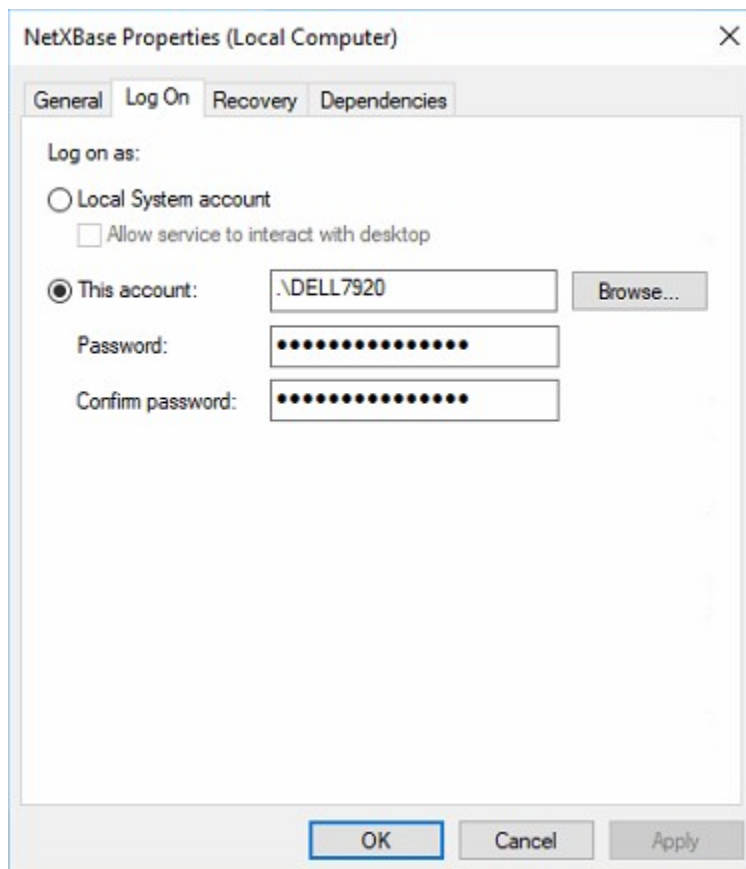 NetXBase Properties (Local Computer)
General Log On Recovery Dependencies
Log on as:
Local System account
Allow service to interact with desktop
This account: .\DELL7920 Browse...
Password: ●●●●●●●●●●●●●●●
Confirm password: ●●●●●●●●●●●●●●●
OK Cancel Apply